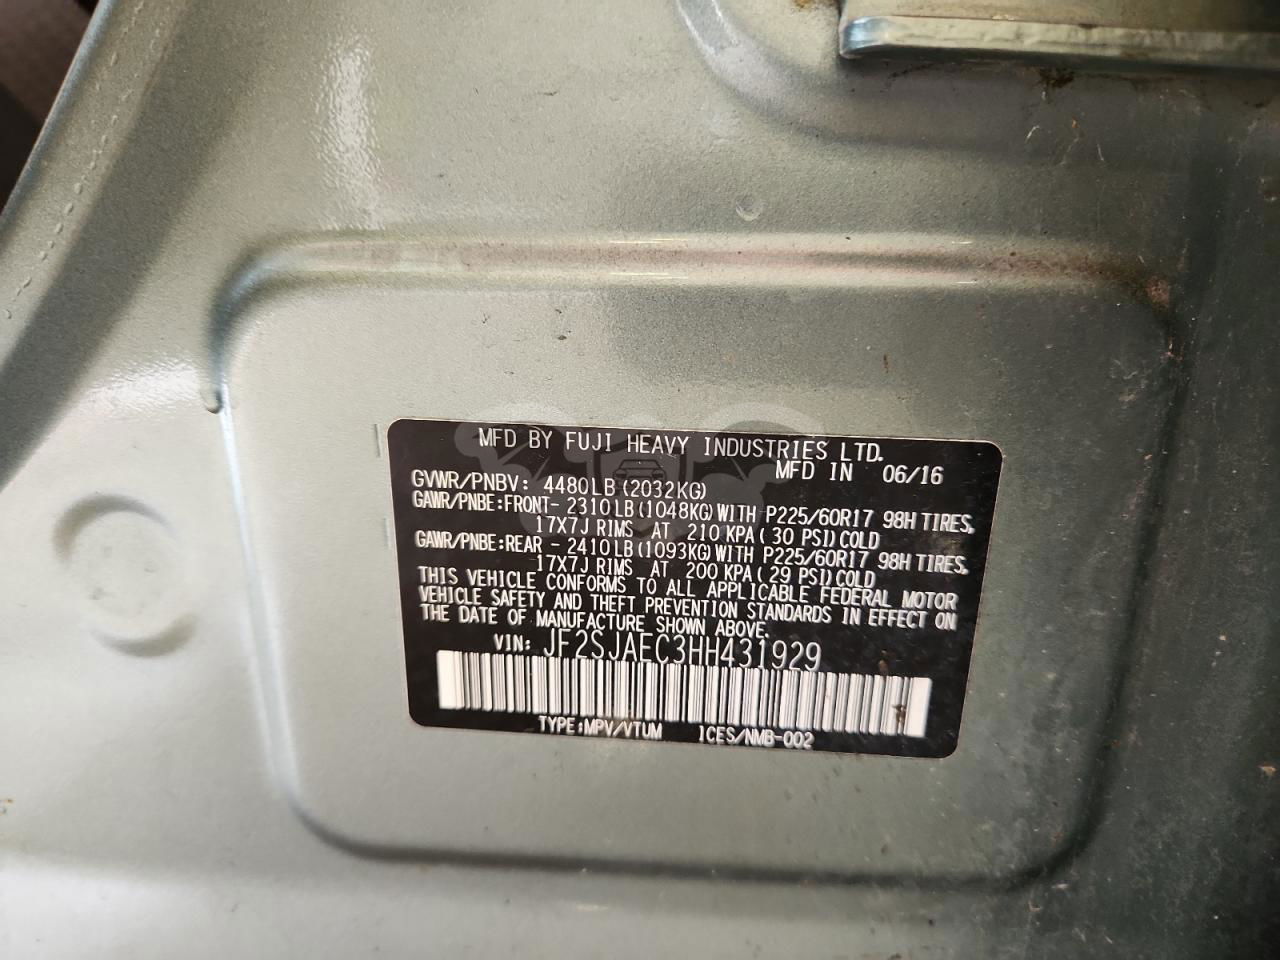 MFD BY FUJI HEAVY INDUSTRIES LTD.
MFD IN 06/16
GVWR/PNBV: 4480LB(2032KG)
GAWR/PNBE:FRONT- 2310LB(1048KG)WITH P225/60R17 98H TIRES,
17X7J RIMS AT 210 KPA( 30 PSI)COLD
GAWR/PNBE:REAR - 2410LB(1093KG)WITH P225/60R17 98H TIRES,
17X7J RIMS AT 200 KPA( 29 PSI)COLD
THIS VEHICLE CONFORMS TO ALL APPLICABLE FEDERAL MOTOR
VEHICLE SAFETY AND THEFT PREVENTION STANDARDS IN EFFECT ON
THE DATE OF MANUFACTURE SHOWN ABOVE.
VIN: JF2SJAEC3HH431929
TYPE:MPV/VTUM ICES/NMB-002